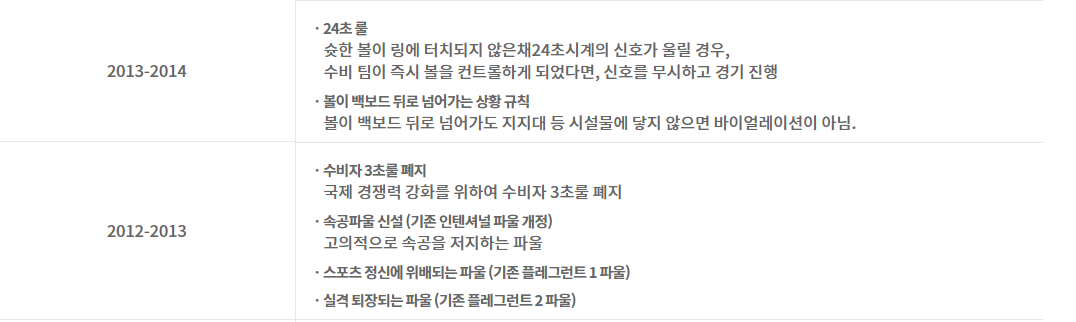 2013-2014
· 24초 룰
슛한 볼이 링에 터치되지 않은채24초시계의 신호가 울릴 경우,
수비 팀이 즉시 볼을 컨트롤하게 되었다면, 신호를 무시하고 경기 진행
· 볼이 백보드 뒤로 넘어가는 상황 규칙
볼이 백보드 뒤로 넘어가도 지지대 등 시설물에 닿지 않으면 바이얼레이션이 아님.
2012-2013
· 수비자 3초룰 폐지
국제 경쟁력 강화를 위하여 수비자 3초룰 폐지
· 속공파울 신설 (기존 인텐셔널 파울 개정)
고의적으로 속공을 저지하는 파울
· 스포츠 정신에 위배되는 파울 (기존 플레그런트 1 파울)
· 실격 퇴장되는 파울 (기존 플레그런트 2 파울)